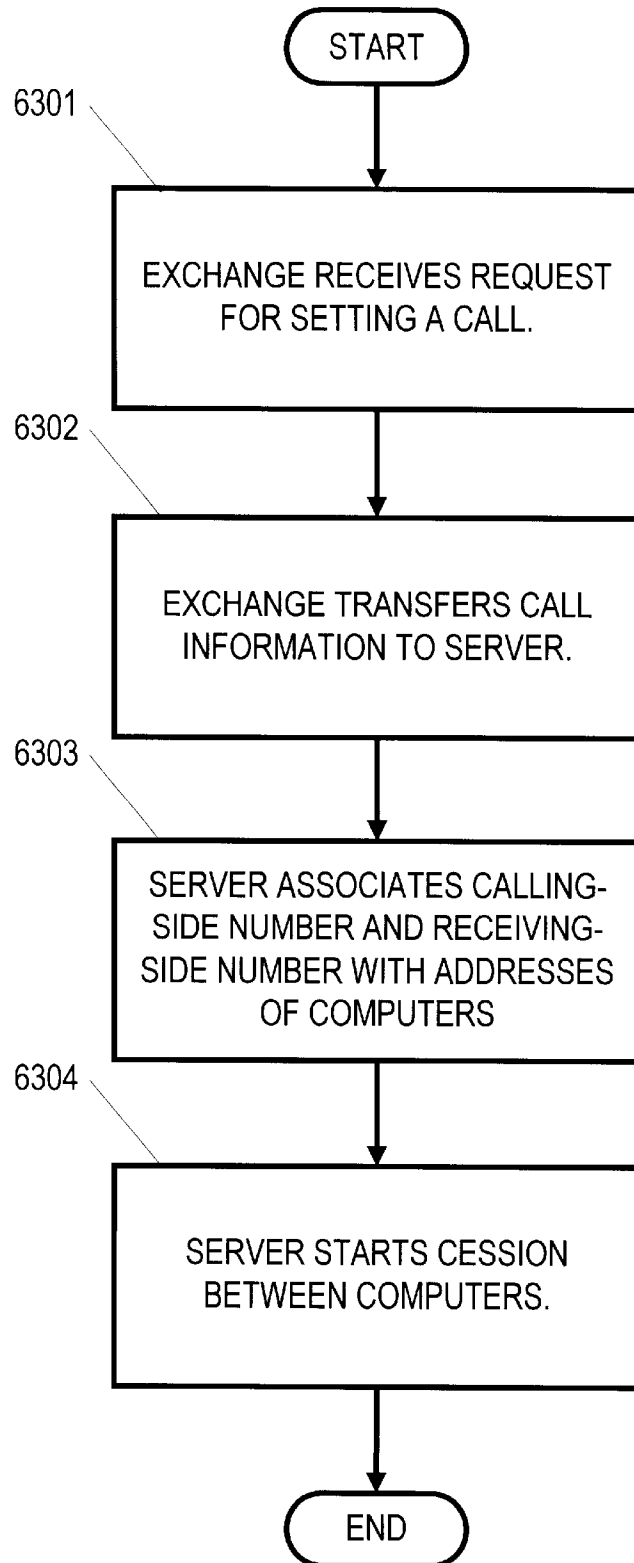 START
6301
EXCHANGE RECEIVES REQUEST
FOR SETTING A CALL.
6302
EXCHANGE TRANSFERS CALL
INFORMATION TO SERVER.
6303
SERVER ASSOCIATES CALLING-
SIDE NUMBER AND RECEIVING-
SIDE NUMBER WITH ADDRESSES
OF COMPUTERS
6304
SERVER STARTS CESSION
BETWEEN COMPUTERS.
END